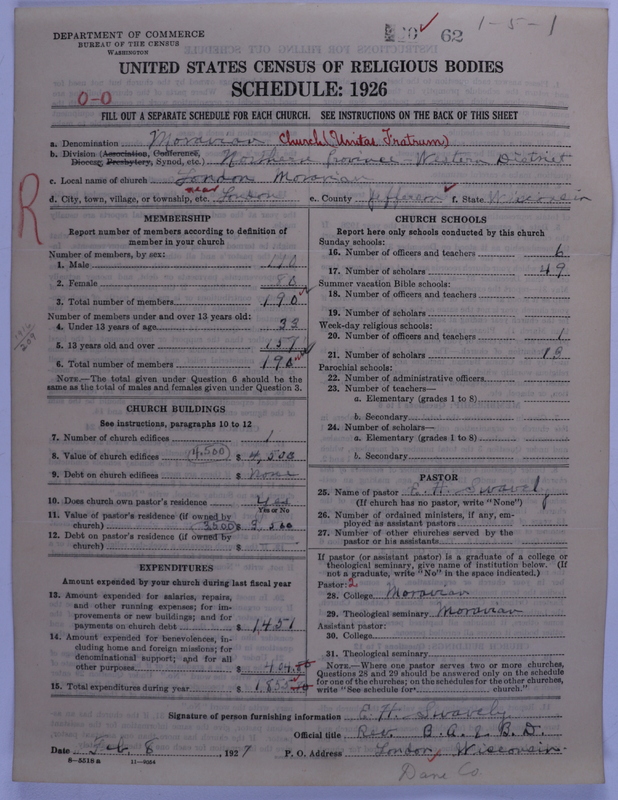 DEPARTMENT OF COMMERCE
BUREAU OF THE CENSUS
WASHINGTON
62
1-5-1
UNITED STATES CENSUS OF RELIGIOUS BODIES
SCHEDULE: 1926
0-0
FILL OUT A SEPARATE SCHEDULE FOR EACH CHURCH. SEE INSTRUCTIONS ON THE BACK OF THIS SHEET
a. Denomination Moravian Church (Unitas Fratrum)
b. Division (Association, Conference, Diocese, Presbytery, Synod, etc.) Northern Province - Western District
c. Local name of church London Moravian
d. City, town, village, or township, etc. near London e. County Jefferson f. State Wisconsin
R
MEMBERSHIP
Report number of members according to definition of member in your church
Number of members, by sex:
1. Male 110
2. Female 80
3. Total number of members 190
Number of members under and over 13 years old:
4. Under 13 years of age 33
5. 13 years old and over 157
6. Total number of members 190
NOTE.—The total given under Question 6 should be the same as the total of males and females given under Question 3.
CHURCH BUILDINGS
See instructions, paragraphs 10 to 12
7. Number of church edifices 1
8. Value of church edifices (4,500) $ 4,500
9. Debt on church edifices $ None
10. Does church own pastor's residence Yes
Yes or No
11. Value of pastor's residence (if owned by church) 3500 $ 3,500
12. Debt on pastor's residence (if owned by church) $
EXPENDITURES
Amount expended by your church during last fiscal year
13. Amount expended for salaries, repairs, and other running expenses; for improvements or new buildings; and for payments on church debt $ 1,451
14. Amount expended for benevolences, including home and foreign missions; for denominational support; and for all other purposes $ 404
15. Total expenditures during year $ 1,855
CHURCH SCHOOLS
Report here only schools conducted by this church
Sunday schools:
16. Number of officers and teachers 6
17. Number of scholars 49
Summer vacation Bible schools:
18. Number of officers and teachers
19. Number of scholars
Week-day religious schools:
20. Number of officers and teachers 1
21. Number of scholars 13
Parochial schools:
22. Number of administrative officers
23. Number of teachers—
a. Elementary (grades 1 to 8)
b. Secondary
24. Number of scholars—
a. Elementary (grades 1 to 8)
b. Secondary
PASTOR
25. Name of pastor E. H. Swavely
(If church has no pastor, write "None")
26. Number of ordained ministers, if any, employed as assistant pastors
27. Number of other churches served by the pastor or his assistants
If pastor (or assistant pastor) is a graduate of a college or theological seminary, give name of institution below. (If not a graduate, write "No" in the space indicated.)
Pastor: 2
28. College Moravian
29. Theological seminary Moravian
Assistant pastor:
30. College
31. Theological seminary
NOTE.—Where one pastor serves two or more churches, Questions 28 and 29 should be answered only on the schedule for one of the churches; on the schedules for the other churches, write "See schedule for church."
Signature of person furnishing information E. H. Swavely
Official title Rev. B.A. & B.D.
Date Feb. 8 1927 P. O. Address London, Wisconsin.
8-5518 a 11-9054
Dane Co.